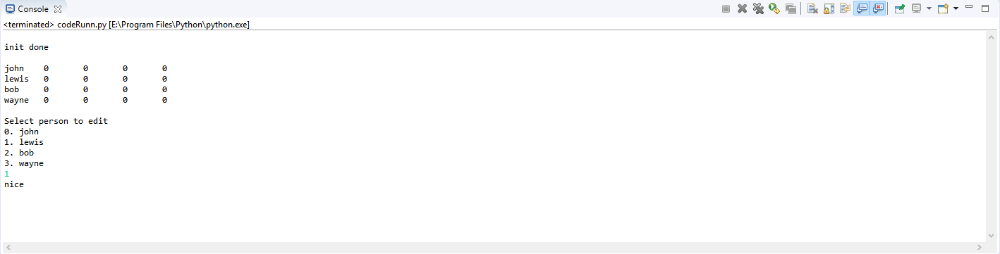 Console
<terminated> codeRunn.py [E:\Program Files\Python\python.exe]
init done
john 0 0 0 0
lewis 0 0 0 0
bob 0 0 0 0
wayne 0 0 0 0
Select person to edit
0. john
1. lewis
2. bob
3. wayne
1
nice